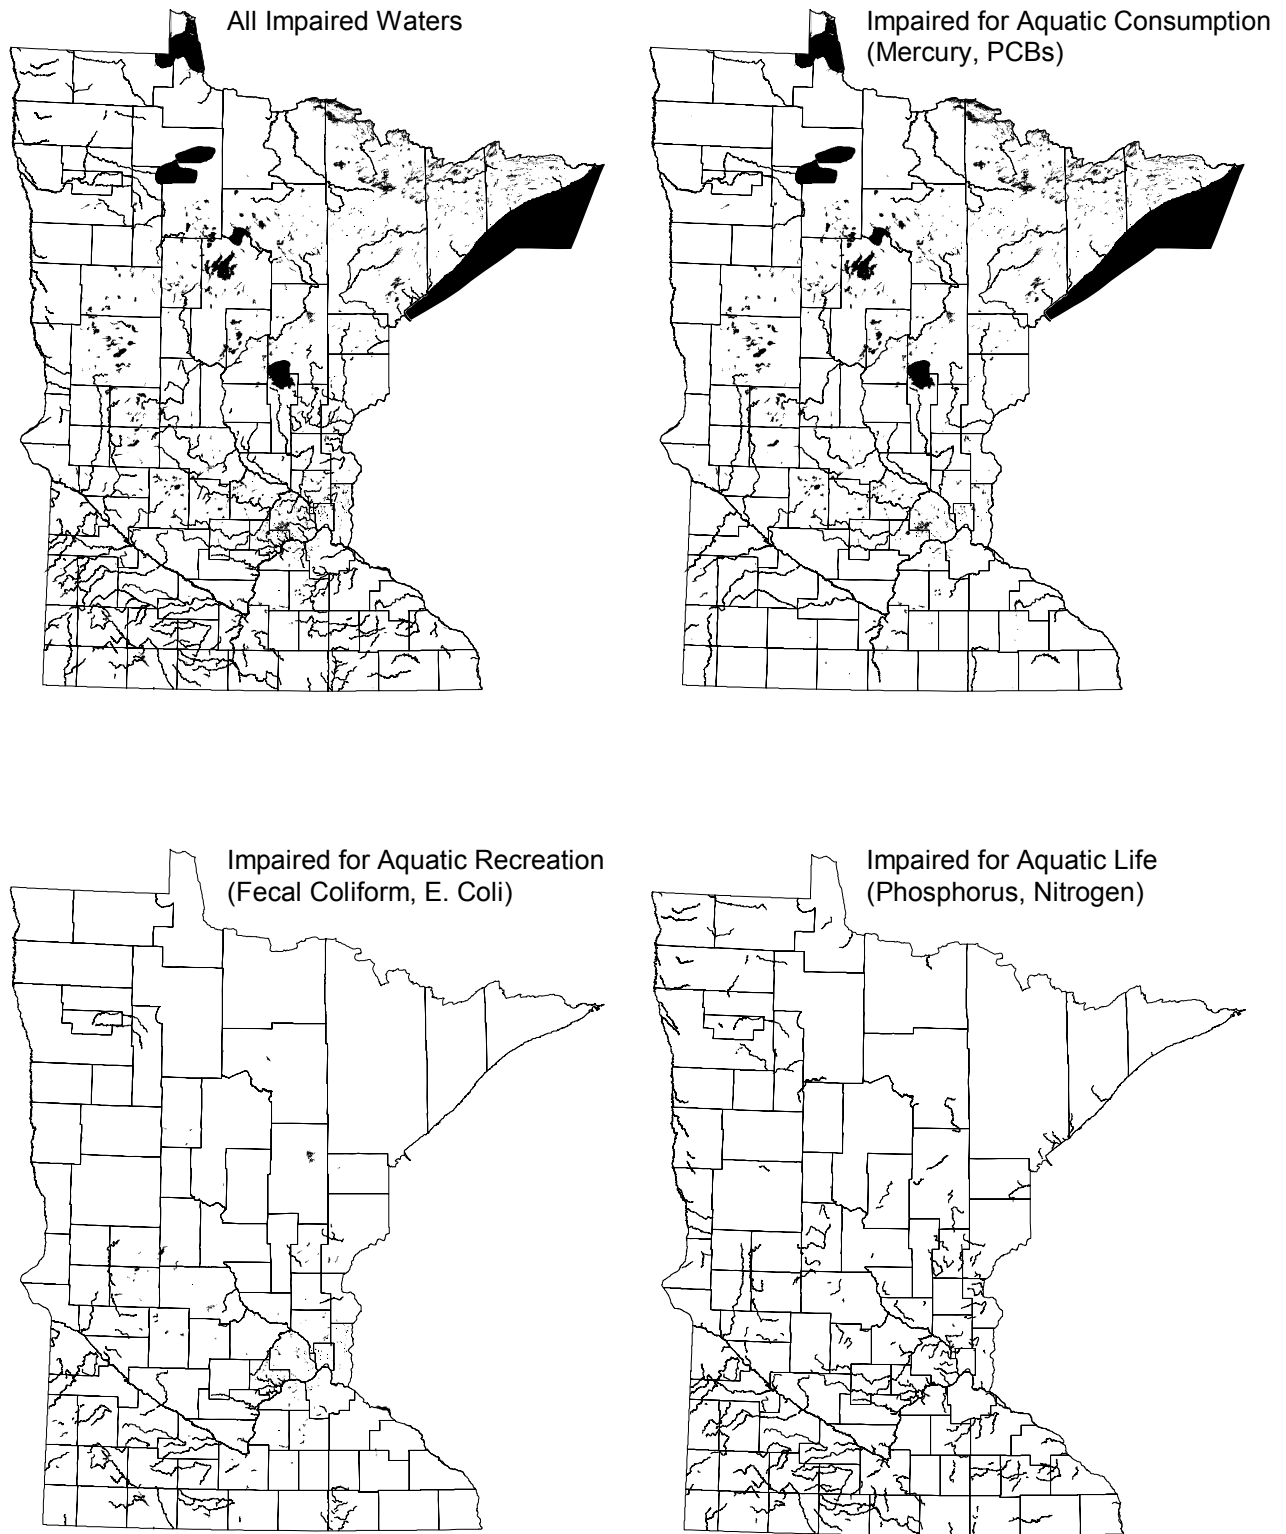 All Impaired Waters
Impaired for Aquatic Consumption
(Mercury, PCBs)
Impaired for Aquatic Recreation
(Fecal Coliform, E. Coli)
Impaired for Aquatic Life
(Phosphorus, Nitrogen)